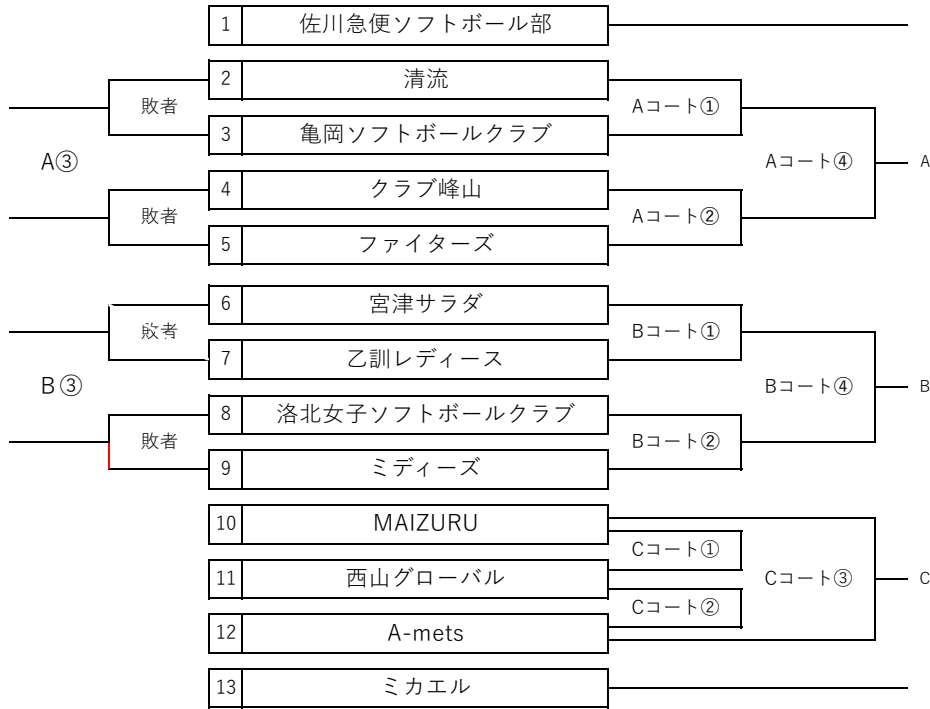 1 佐川急便ソフトボール部
2 清流
敗者 Aコート①
3 亀岡ソフトボールクラブ
A③ Aコート④ A
4 クラブ峰山
敗者 Aコート②
5 ファイターズ
6 宮津サラダ
敗者 Bコート①
7 乙訓レディース
B③ Bコート④ B
8 洛北女子ソフトボールクラブ
敗者 Bコート②
9 ミディーズ
10 MAIZURU
Cコート①
11 西山グローバル Cコート③ C
Cコート②
12 A-mets
13 ミカエル